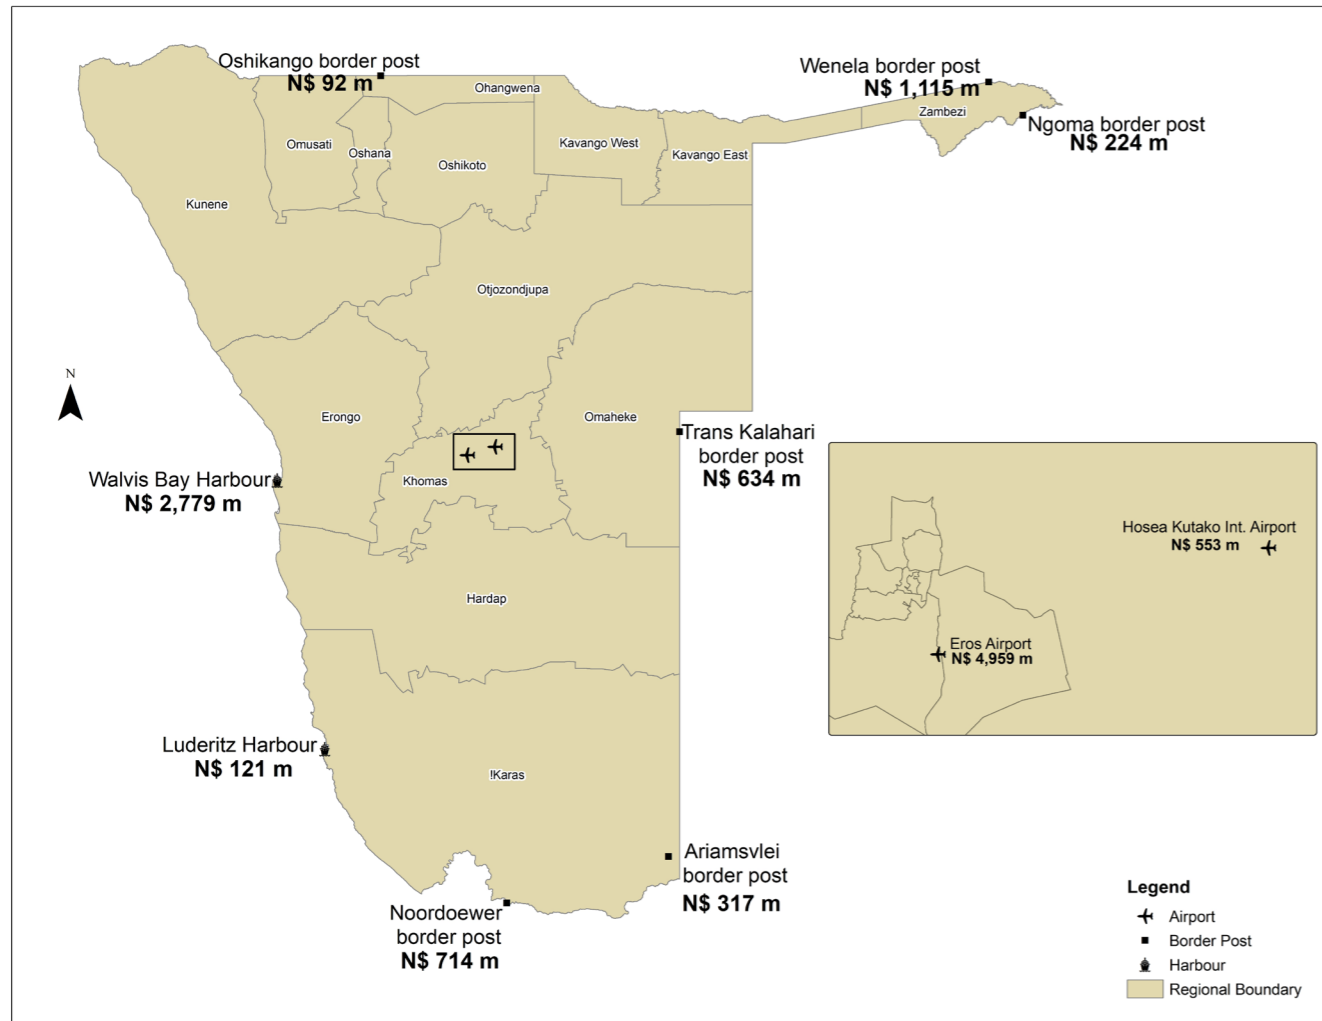 Oshikango border post
N$ 92 m
Wenela border post
N$ 1,115 m
Ngoma border post
N$ 224 m
Ohangwena
Zambezi
Omusati
Oshana
Oshikoto
Kavango West
Kavango East
Kunene
Otjozondjupa
N
Erongo
Omaheke
Khomas
Trans Kalahari
border post
N$ 634 m
Walvis Bay Harbour
N$ 2,779 m
Hosea Kutako Int. Airport
N$ 553 m
Eros Airport
N$ 4,959 m
Hardap
Luderitz Harbour
N$ 121 m
!Karas
Ariamsvlei
border post
N$ 317 m
Noordoewer
border post
N$ 714 m
Legend
Airport
Border Post
Harbour
Regional Boundary